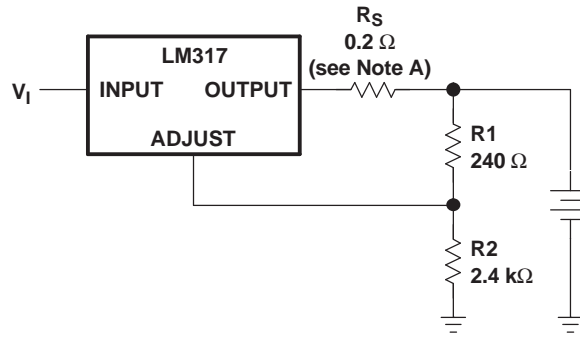 R_S
0.2 Ω
(see Note A)
LM317
V_I
INPUT
OUTPUT
ADJUST
R1
240 Ω
R2
2.4 kΩ